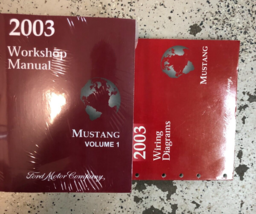 2003
Workshop
Manual
MUSTANG
VOLUME 1
Ford Motor Company
MUSTANG
2003
Wiring
Diagrams